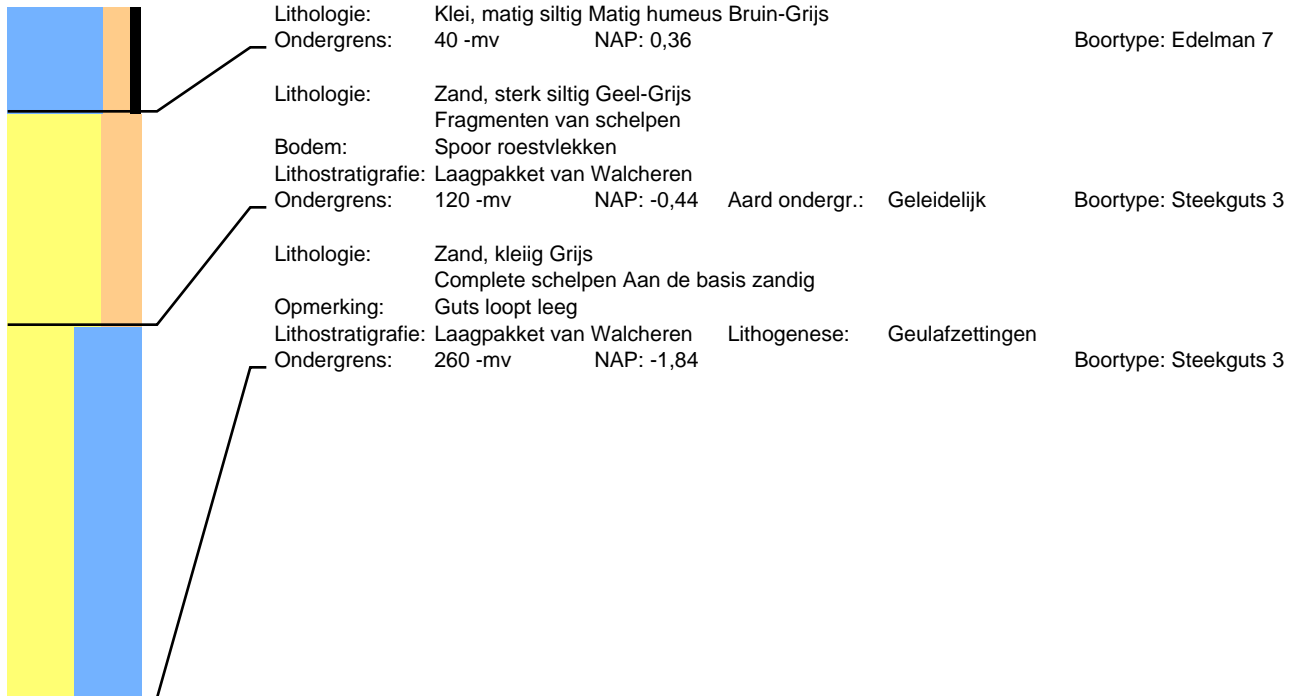 Lithologie: Klei, matig siltig Matig humeus Bruin-Grijs
Ondergrens: 40 -mv NAP: 0,36 Boortype: Edelman 7
Lithologie: Zand, sterk siltig Geel-Grijs
Fragmenten van schelpen
Bodem: Spoor roestvlekken
Lithostratigrafie: Laagpakket van Walcheren
Ondergrens: 120 -mv NAP: -0,44 Aard ondergr.: Geleidelijk Boortype: Steekguts 3
Lithologie: Zand, kleiig Grijs
Complete schelpen Aan de basis zandig
Opmerking: Guts loopt leeg
Lithostratigrafie: Laagpakket van Walcheren Lithogenese: Geulafzettingen
Ondergrens: 260 -mv NAP: -1,84 Boortype: Steekguts 3